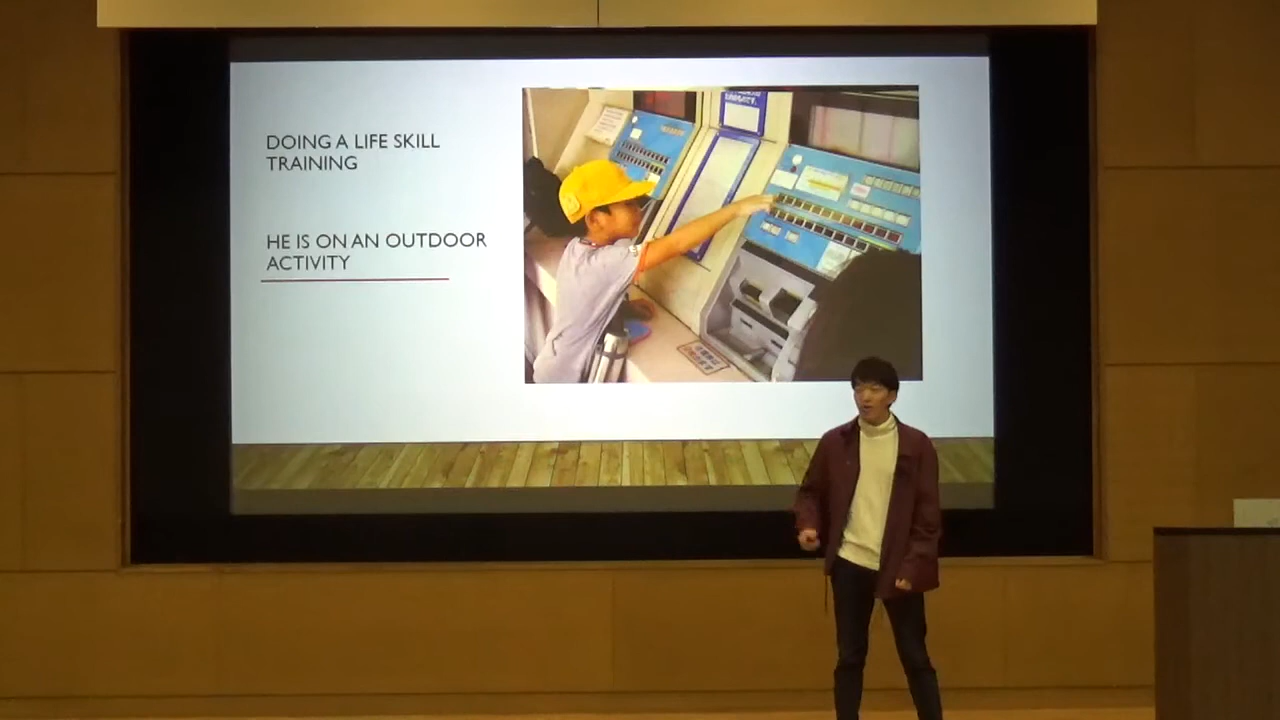 DOING A LIFE SKILL
TRAINING
HE IS ON AN OUTDOOR
ACTIVITY